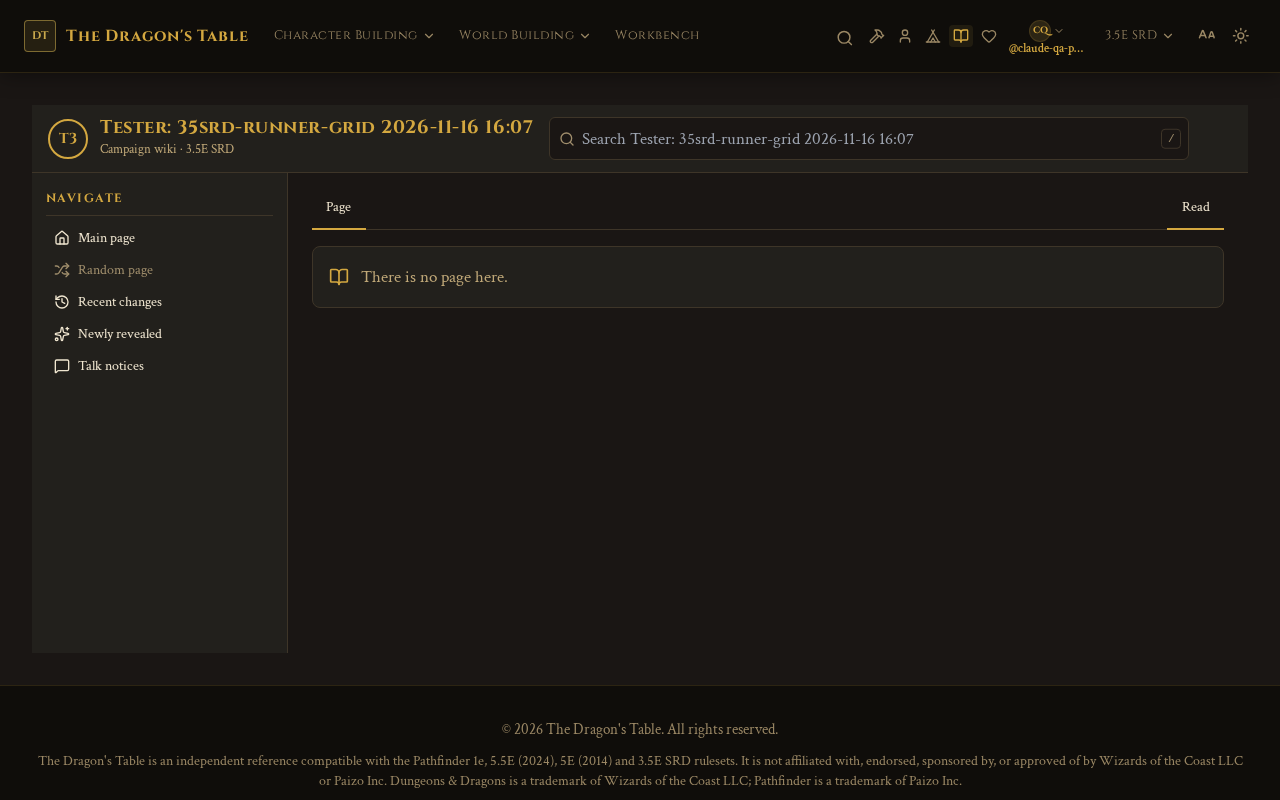 DT The Dragon's Table Character Building World Building Workbench CQ @claude-qa-p... 3.5E SRD AA
T3 Tester: 35srd-runner-grid 2026-11-16 16:07
Campaign wiki · 3.5E SRD
Search Tester: 35srd-runner-grid 2026-11-16 16:07 /
NAVIGATE
Main page
Random page
Recent changes
Newly revealed
Talk notices
Page Read
There is no page here.
© 2026 The Dragon's Table. All rights reserved.
The Dragon's Table is an independent reference compatible with the Pathfinder 1e, 5.5E (2024), 5E (2014) and 3.5E SRD rulesets. It is not affiliated with, endorsed, sponsored by, or approved of by Wizards of the Coast LLC
or Paizo Inc. Dungeons & Dragons is a trademark of Wizards of the Coast LLC; Pathfinder is a trademark of Paizo Inc.